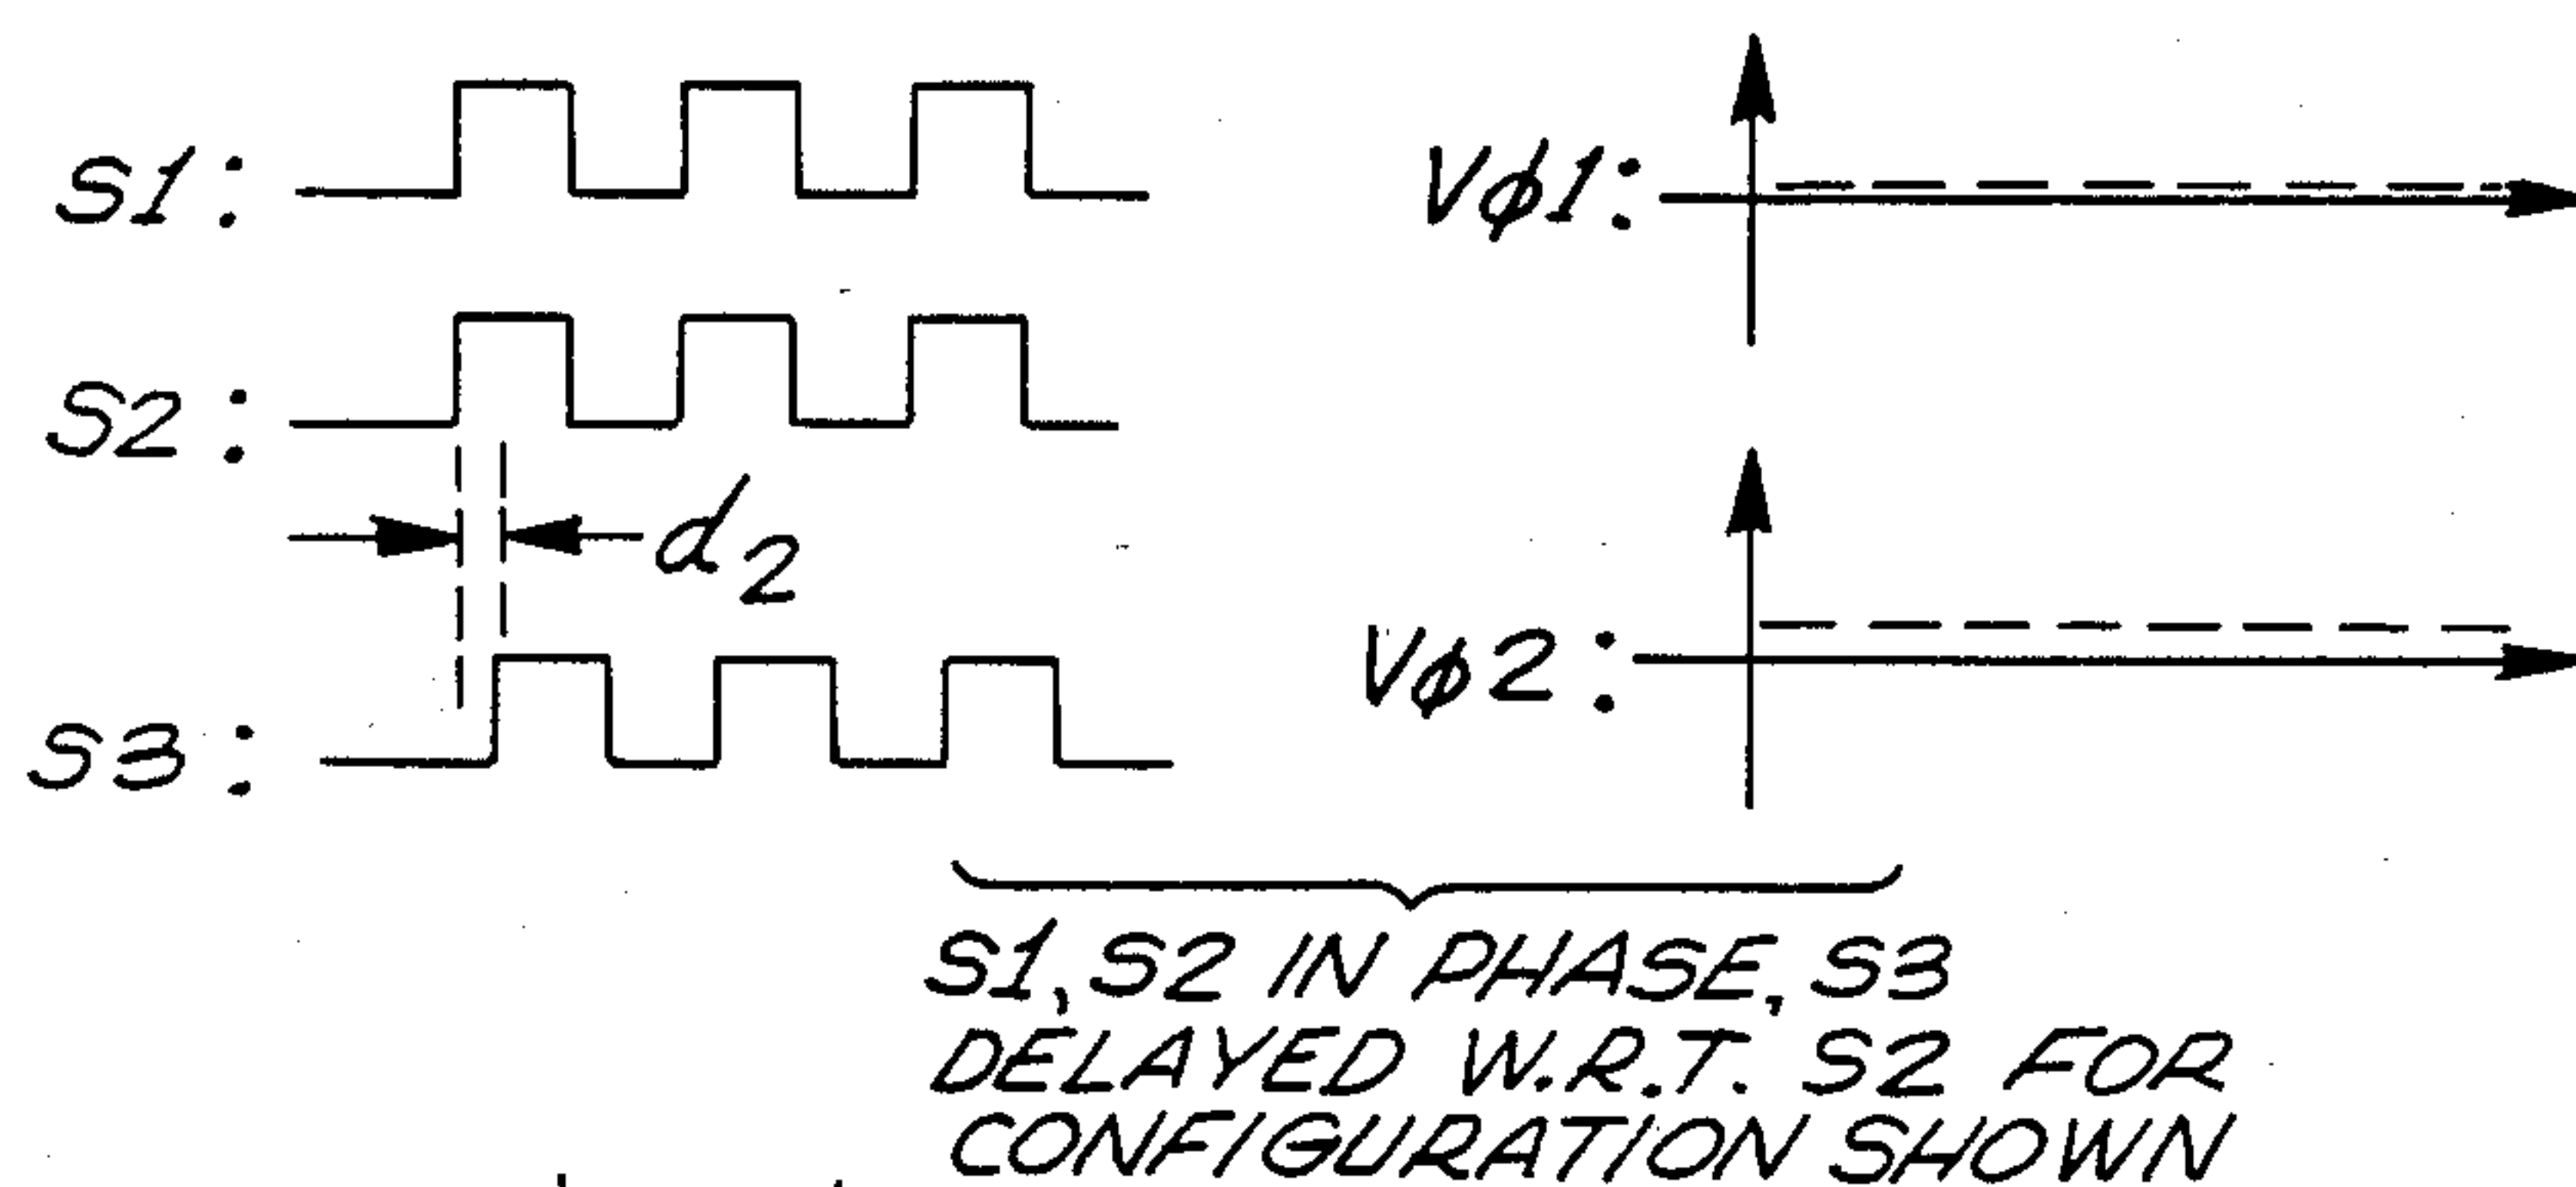 S1:
Vϕ1:
S2:
d2
Vϕ2:
S3:
S1, S2 IN PHASE, S3
DELAYED W.R.T. S2 FOR
CONFIGURATION SHOWN